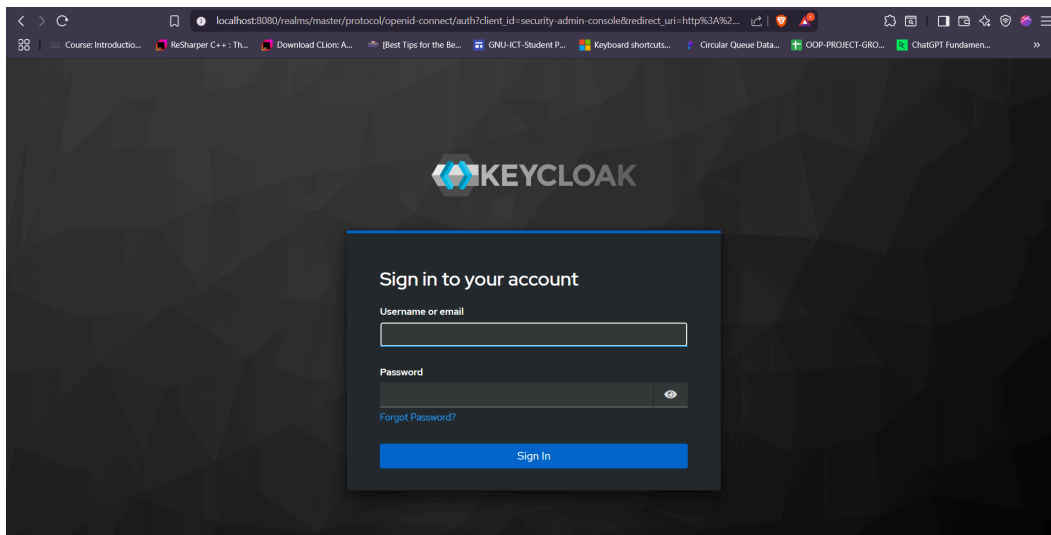 localhost:8080/realms/master/protocol/openid-connect/auth?client_id=security-admin-console&redirect_uri=http%3A%2...
Course: Introductio...
ReSharper C++ : Th...
Download CLion: A...
[Best Tips for the Be...
GNU-ICT-Student P...
Keyboard shortcuts...
Circular Queue Data...
OOP-PROJECT-GRO...
ChatGPT Fundamen...
KEYCLOAK
Sign in to your account
Username or email
Password
Forgot Password?
Sign In